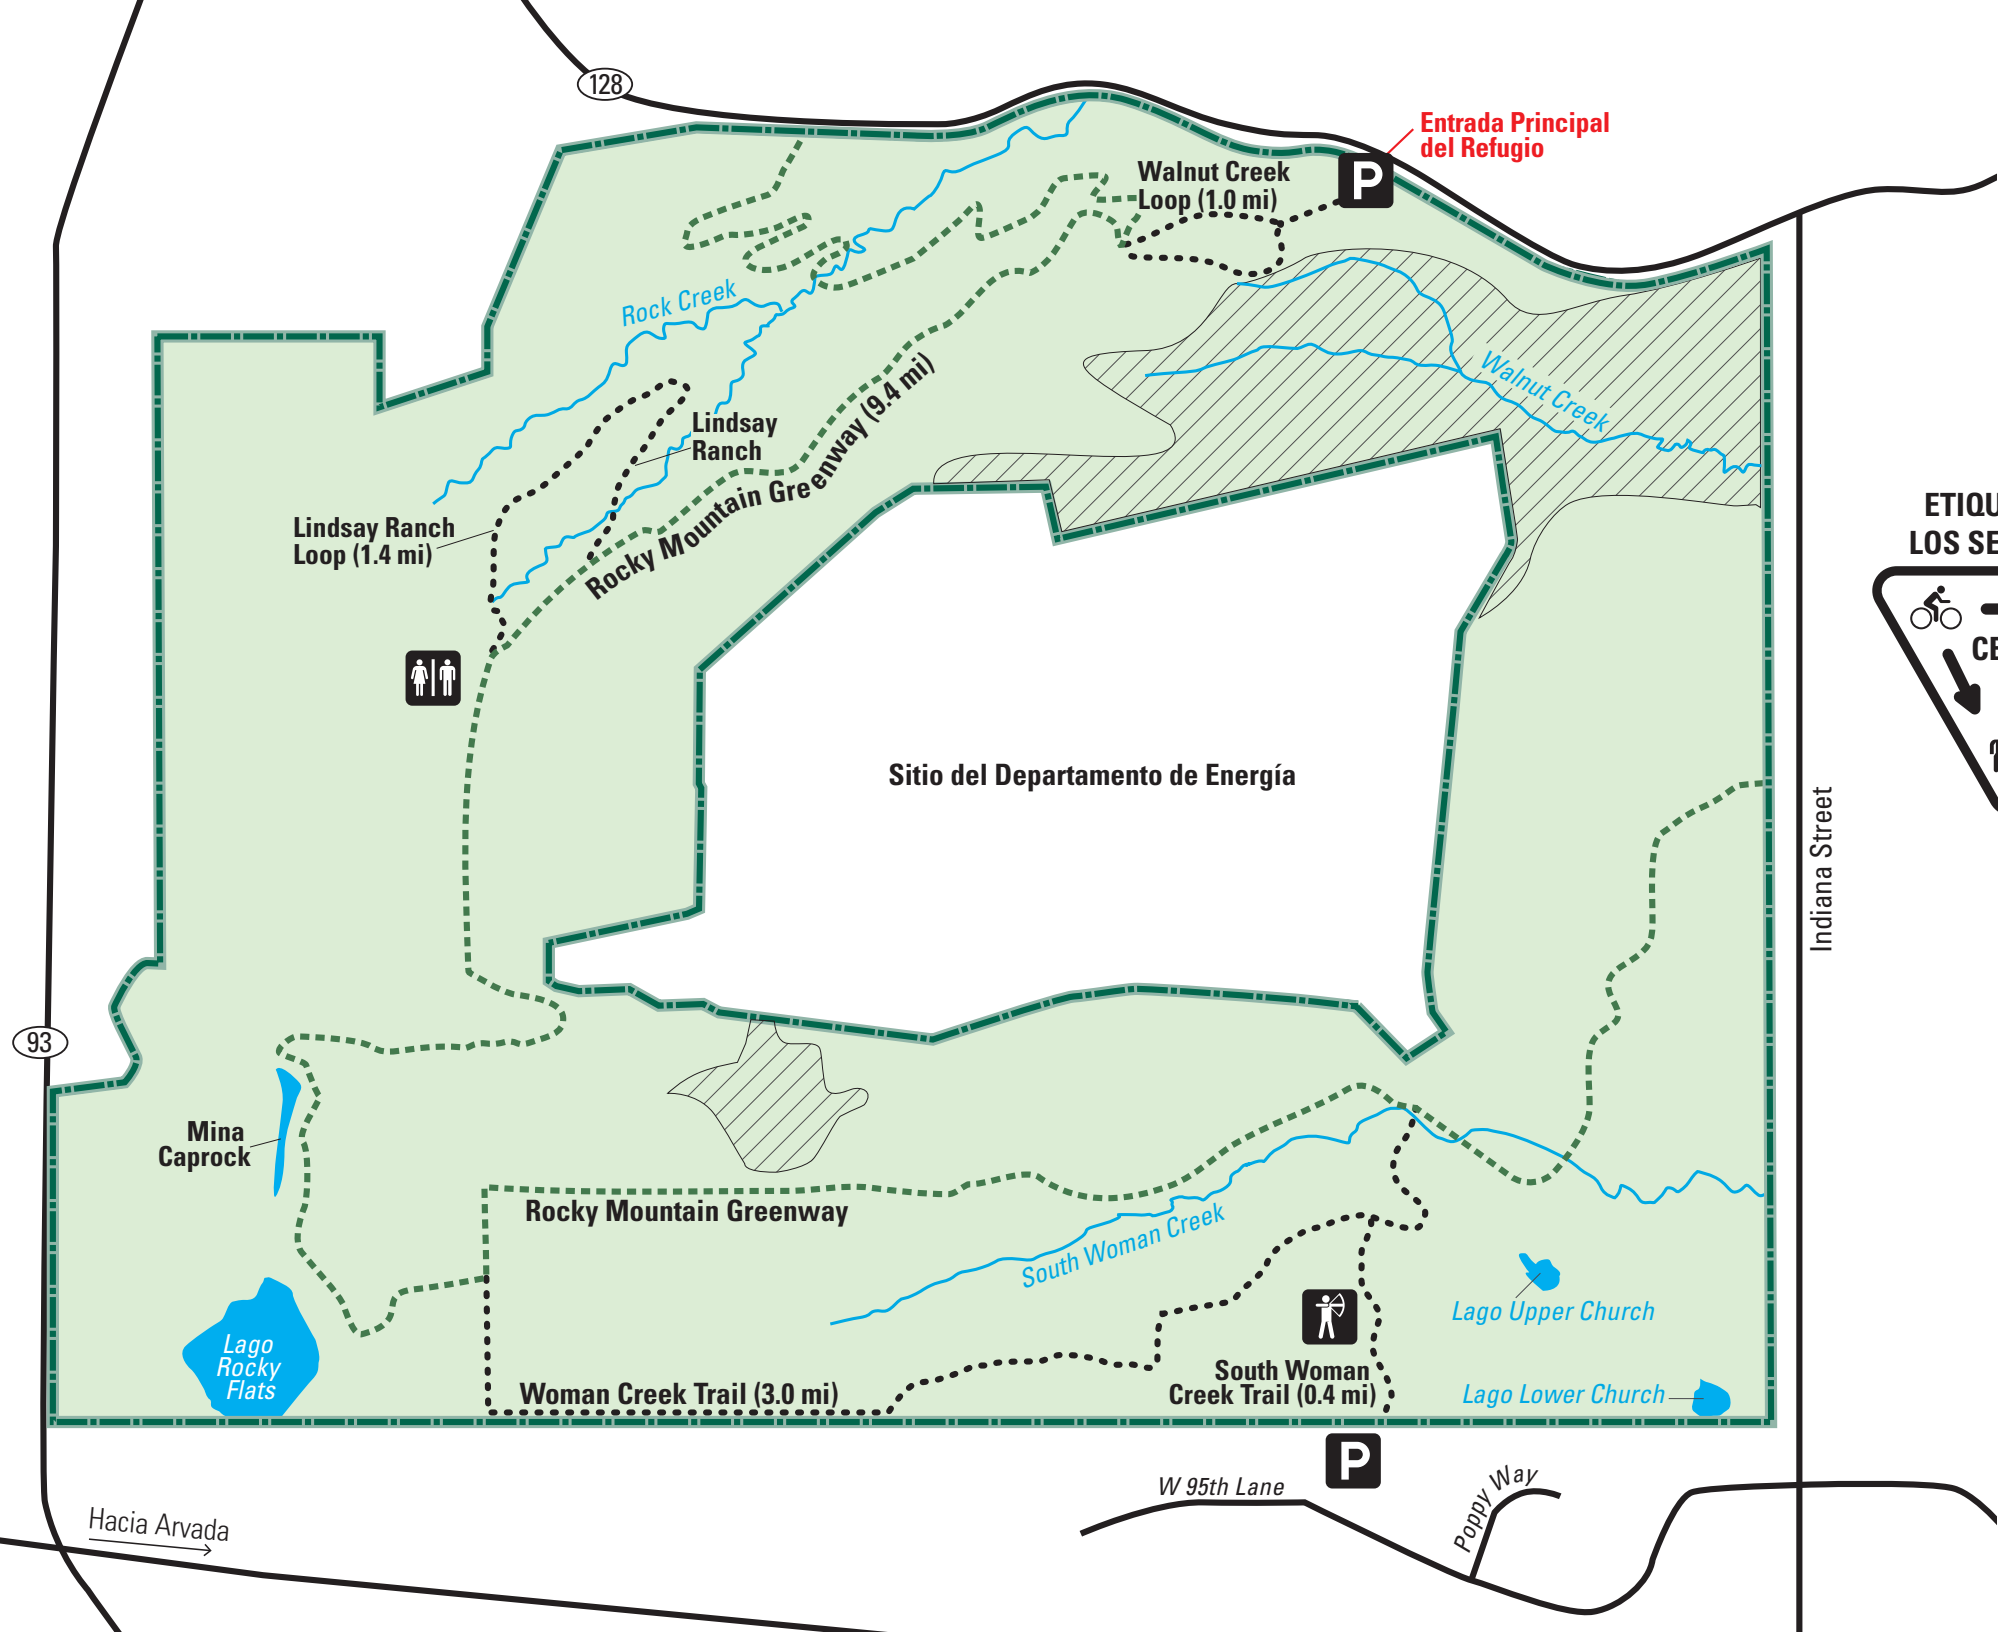 128
Entrada Principal
del Refugio
P
Walnut Creek
Loop (1.0 mi)
Rock Creek
Walnut Creek
Lindsay
Ranch
Rocky Mountain Greenway (9.4 mi)
Lindsay Ranch
Loop (1.4 mi)
ETIQU
LOS SE
CE
Sitio del Departamento de Energía
Indiana Street
93
Mina
Caprock
Rocky Mountain Greenway
South Woman Creek
Lago
Rocky
Flats
Lago Upper Church
South Woman
Creek Trail (0.4 mi)
Woman Creek Trail (3.0 mi)
Lago Lower Church
P
W 95th Lane
Poppy Way
Hacia Arvada